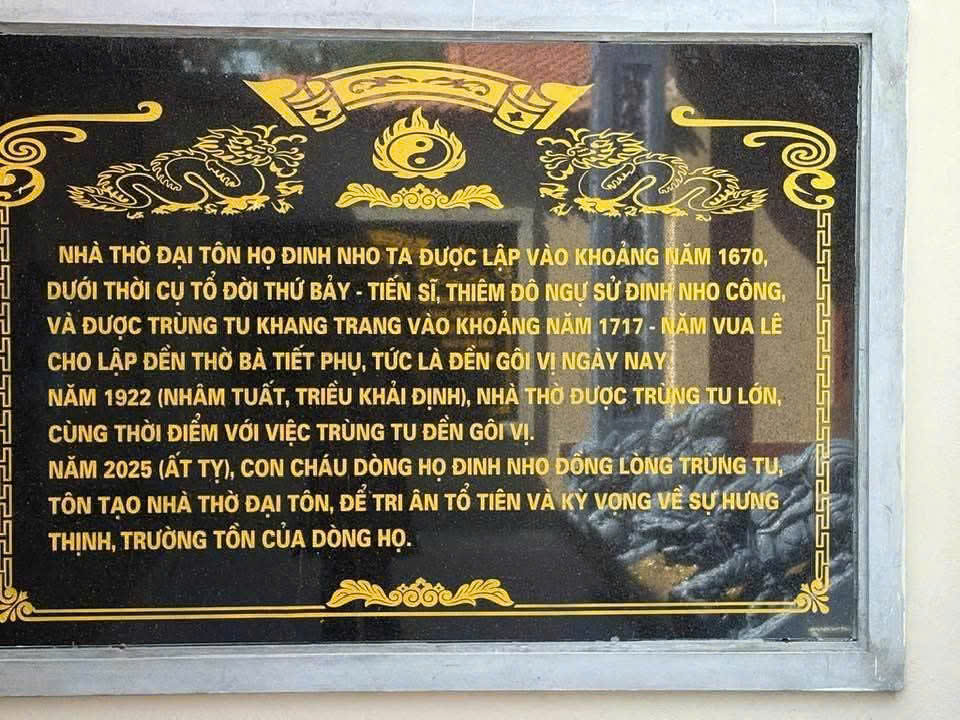 NHÀ THỜ ĐẠI TÔN HỌ ĐINH NHO TA ĐƯỢC LẬP VÀO KHOẢNG NĂM 1670,
DƯỚI THỜI CỤ TỔ ĐỜI THỨ BẢY - TIẾN SĨ, THIÊM ĐÔ NGỰ SỬ ĐINH NHO CÔNG,
VÀ ĐƯỢC TRÙNG TU KHANG TRANG VÀO KHOẢNG NĂM 1717 - NĂM VUA LÊ
CHO LẬP ĐỀN THỜ BÀ TIẾT PHỤ, TỨC LÀ ĐỀN GÔI VỊ NGÀY NAY.
NĂM 1922 (NHÂM TUẤT, TRIỀU KHẢI ĐỊNH), NHÀ THỜ ĐƯỢC TRÙNG TU LỚN,
CÙNG THỜI ĐIỂM VỚI VIỆC TRÙNG TU ĐỀN GÔI VỊ.
NĂM 2025 (ẤT TỴ), CON CHÁU DÒNG HỌ ĐINH NHO ĐỒNG LÒNG TRÙNG TU,
TÔN TẠO NHÀ THỜ ĐẠI TÔN, ĐỂ TRI ÂN TỔ TIÊN VÀ KỲ VỌNG VỀ SỰ HƯNG
THỊNH, TRƯỜNG TỒN CỦA DÒNG HỌ.